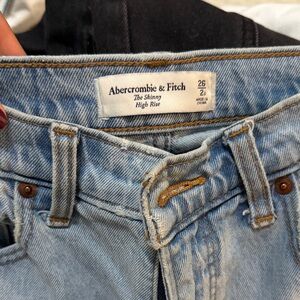 Abercrombie & Fitch
The Skinny
High Rise
26